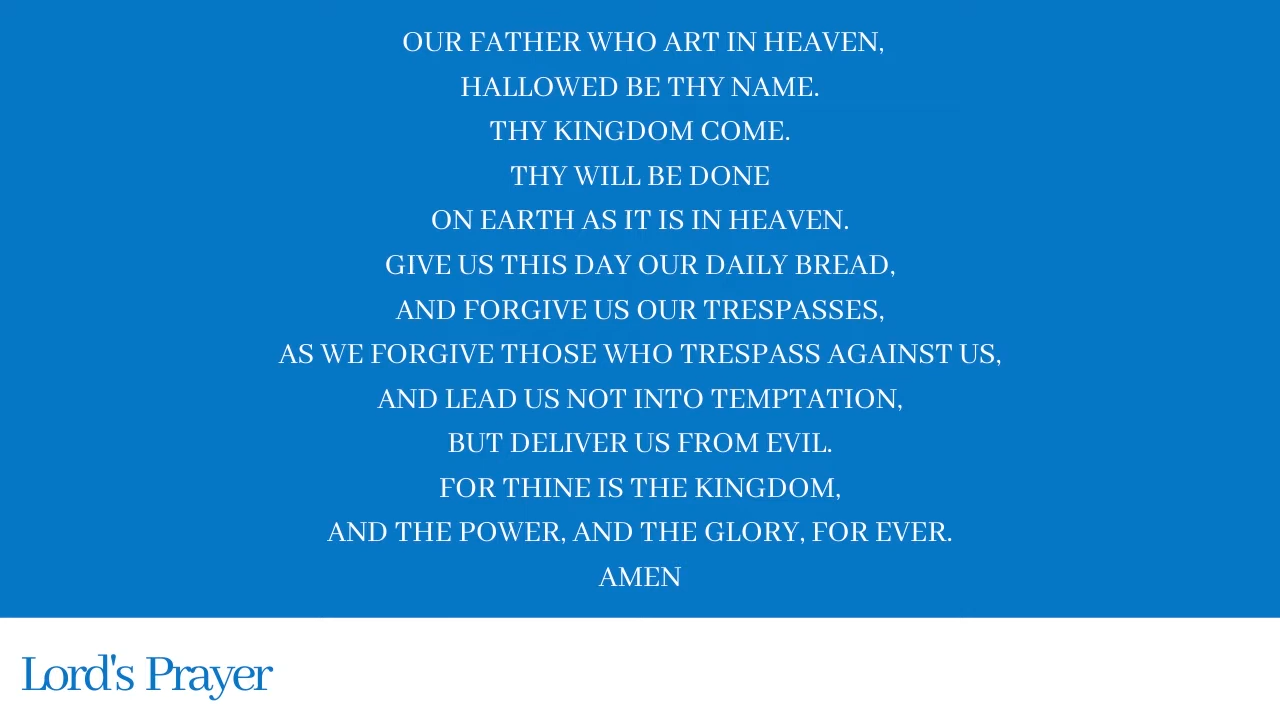 OUR FATHER WHO ART IN HEAVEN,
HALLOWED BE THY NAME.
THY KINGDOM COME.
THY WILL BE DONE
ON EARTH AS IT IS IN HEAVEN.
GIVE US THIS DAY OUR DAILY BREAD,
AND FORGIVE US OUR TRESPASSES,
AS WE FORGIVE THOSE WHO TRESPASS AGAINST US,
AND LEAD US NOT INTO TEMPTATION,
BUT DELIVER US FROM EVIL.
FOR THINE IS THE KINGDOM,
AND THE POWER, AND THE GLORY, FOR EVER.
AMEN
Lord's Prayer